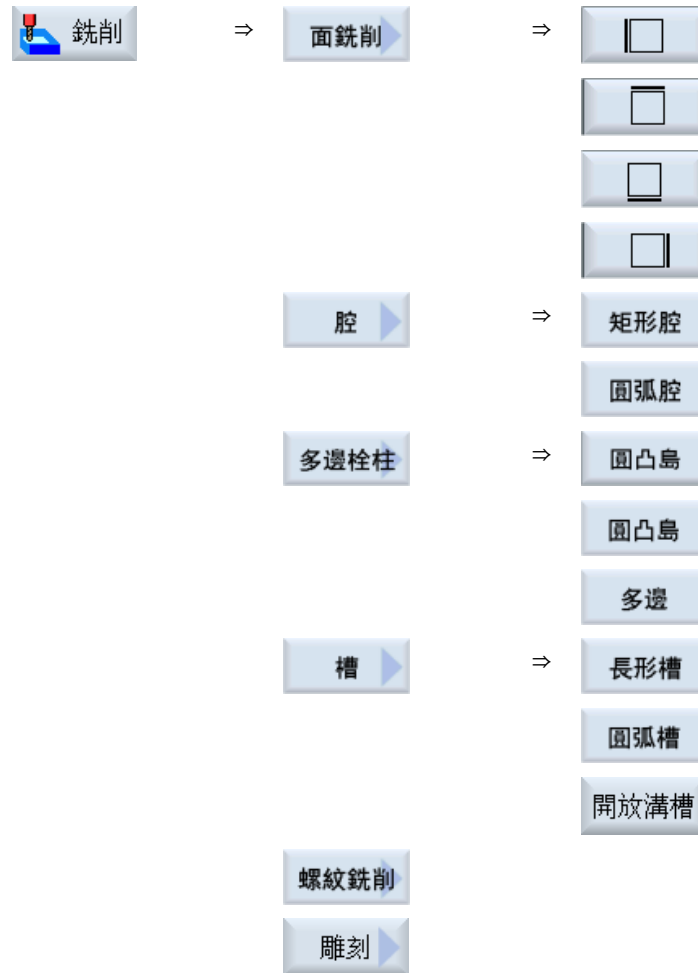 銑削 ⇒ 面銑削 ⇒
腔 ⇒ 矩形腔
圓弧腔
多邊栓柱 ⇒ 圓凸島
圓凸島
多邊
槽 ⇒ 長形槽
圓弧槽
開放溝槽
螺紋銑削
雕刻